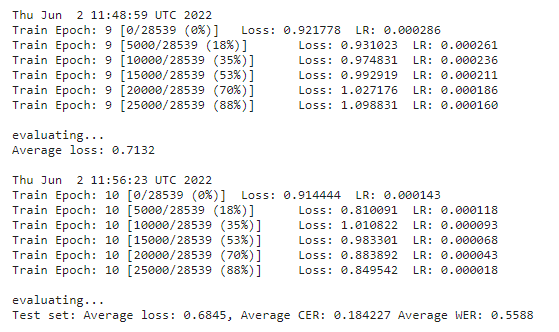 Thu Jun  2 11:48:59 UTC 2022
Train Epoch: 9 [0/28539 (0%)]   Loss: 0.921778  LR: 0.000286
Train Epoch: 9 [5000/28539 (18%)]       Loss: 0.931023  LR: 0.000261
Train Epoch: 9 [10000/28539 (35%)]      Loss: 0.974831  LR: 0.000236
Train Epoch: 9 [15000/28539 (53%)]      Loss: 0.992919  LR: 0.000211
Train Epoch: 9 [20000/28539 (70%)]      Loss: 1.027176  LR: 0.000186
Train Epoch: 9 [25000/28539 (88%)]      Loss: 1.098831  LR: 0.000160
evaluating...
Average loss: 0.7132
Thu Jun  2 11:56:23 UTC 2022
Train Epoch: 10 [0/28539 (0%)]  Loss: 0.914444  LR: 0.000143
Train Epoch: 10 [5000/28539 (18%)]      Loss: 0.810091  LR: 0.000118
Train Epoch: 10 [10000/28539 (35%)]     Loss: 1.010822  LR: 0.000093
Train Epoch: 10 [15000/28539 (53%)]     Loss: 0.983301  LR: 0.000068
Train Epoch: 10 [20000/28539 (70%)]     Loss: 0.883892  LR: 0.000043
Train Epoch: 10 [25000/28539 (88%)]     Loss: 0.849542  LR: 0.000018
evaluating...
Test set: Average loss: 0.6845, Average CER: 0.184227 Average WER: 0.5588